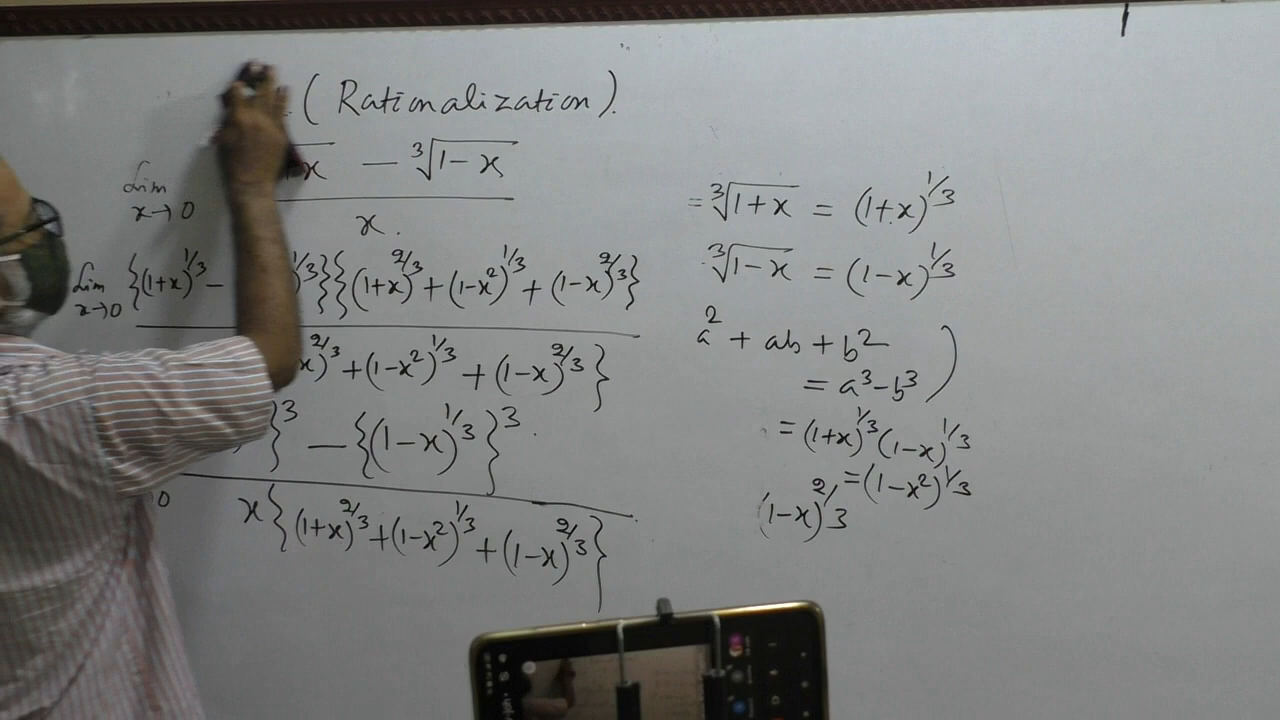 . (Rationalization).
x − ∛1−x
Lim x→0
x.
Lim x→0 {(1+x)^1/3 − ^1/3}{(1+x)^2/3 + (1−x²)^1/3 + (1−x)^2/3}
x)^2/3 + (1−x²)^1/3 + (1−x)^2/3}
}³ − {(1−x)^1/3}³.
0
x{(1+x)^2/3 + (1−x²)^1/3 + (1−x)^2/3}
= ∛1+x = (1+x)^1/3
∛1−x = (1−x)^1/3
a² + ab + b²
= a³−b³)
= (1+x)^1/3 (1−x)^1/3
= (1−x²)^1/3
(1−x)^2/3